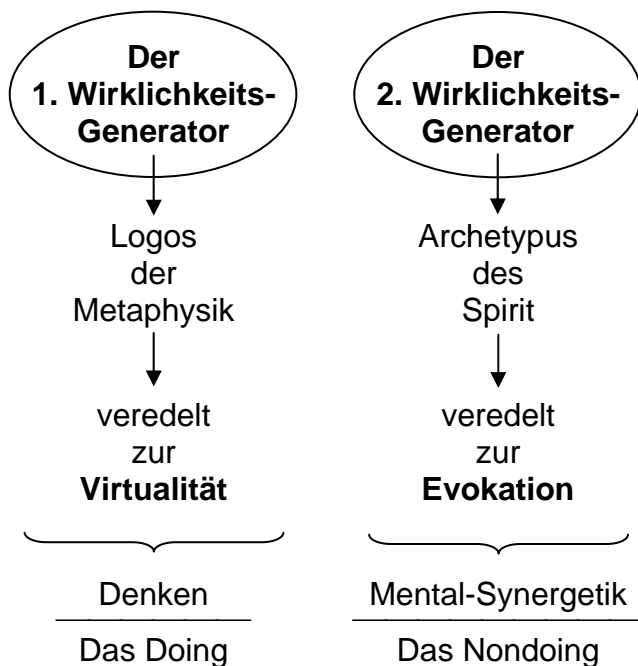 Der
1. Wirklichkeits-
Generator
Logos
der
Metaphysik
veredelt
zur
Virtualität
Denken
Das Doing
Der
2. Wirklichkeits-
Generator
Archetypus
des
Spirit
veredelt
zur
Evokation
Mental-Synergetik
Das Nondoing